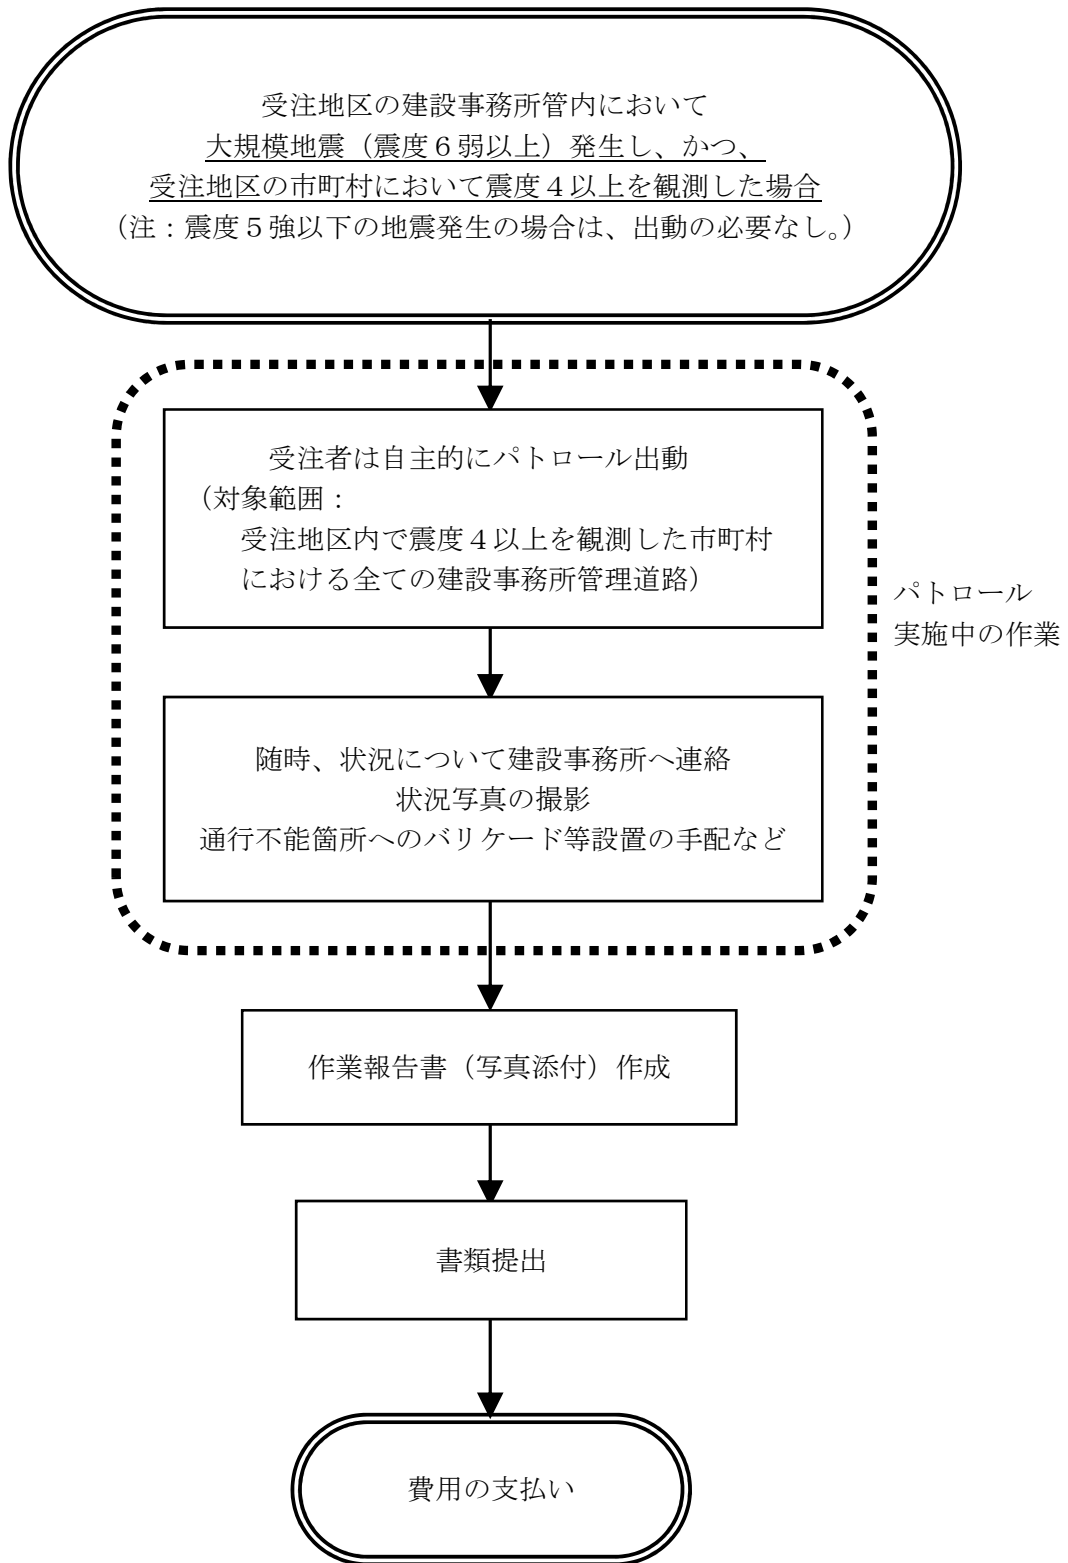 受注地区の建設事務所管内において
大規模地震（震度６弱以上）発生し、かつ、
受注地区の市町村において震度４以上を観測した場合
（注：震度５強以下の地震発生の場合は、出動の必要なし。）
受注者は自主的にパトロール出動
（対象範囲：
受注地区内で震度４以上を観測した市町村
における全ての建設事務所管理道路）
パトロール
実施中の作業
随時、状況について建設事務所へ連絡
状況写真の撮影
通行不能箇所へのバリケード等設置の手配など
作業報告書（写真添付）作成
書類提出
費用の支払い